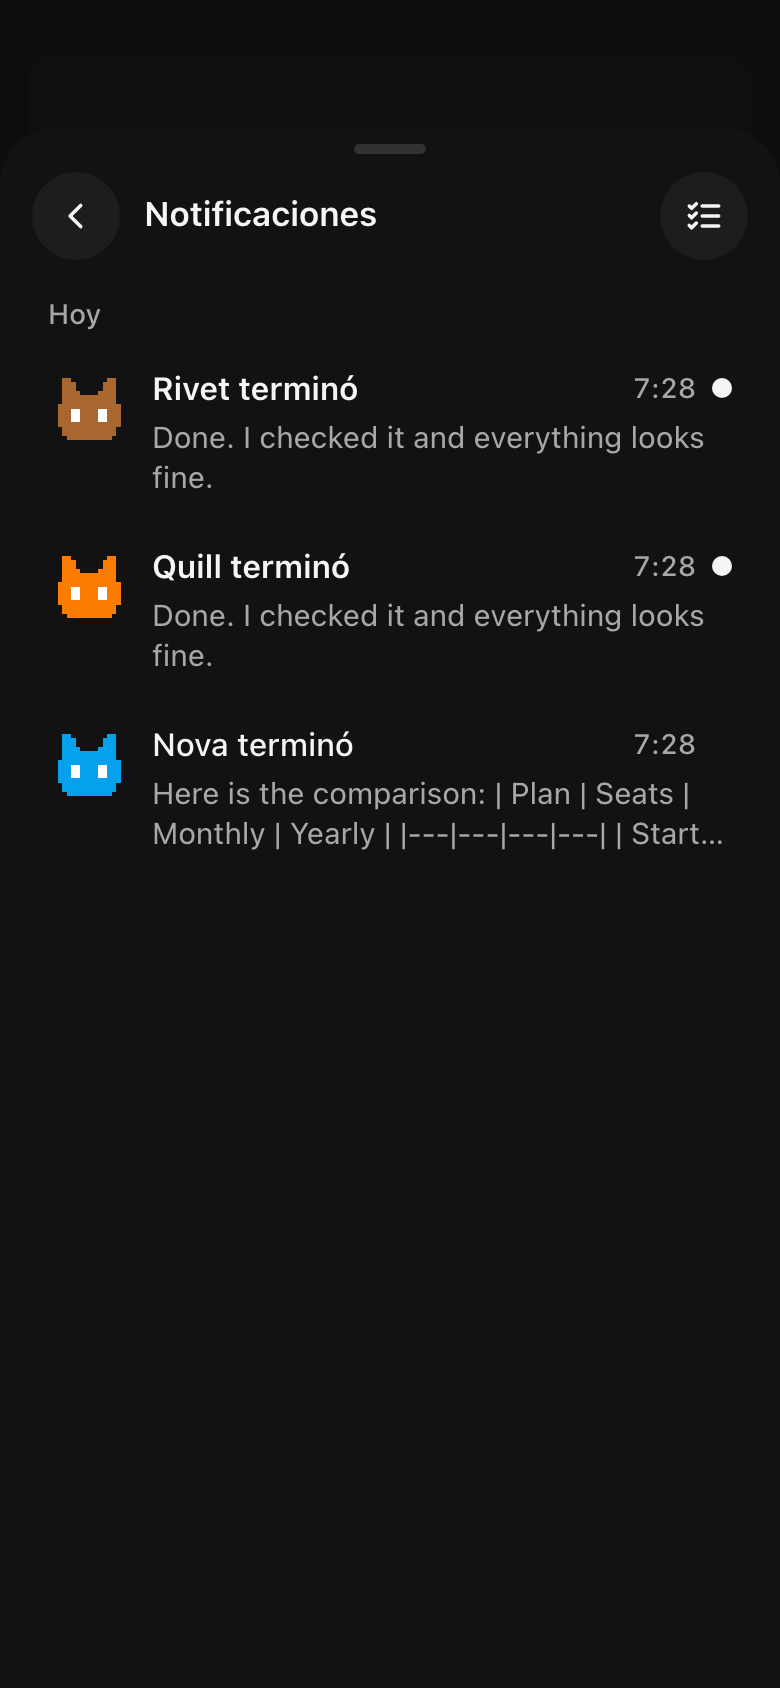 Notificaciones
Hoy
Rivet terminó 7:28
Done. I checked it and everything looks
fine.
Quill terminó 7:28
Done. I checked it and everything looks
fine.
Nova terminó 7:28
Here is the comparison: | Plan | Seats |
Monthly | Yearly | |---|---|---|---| | Start...